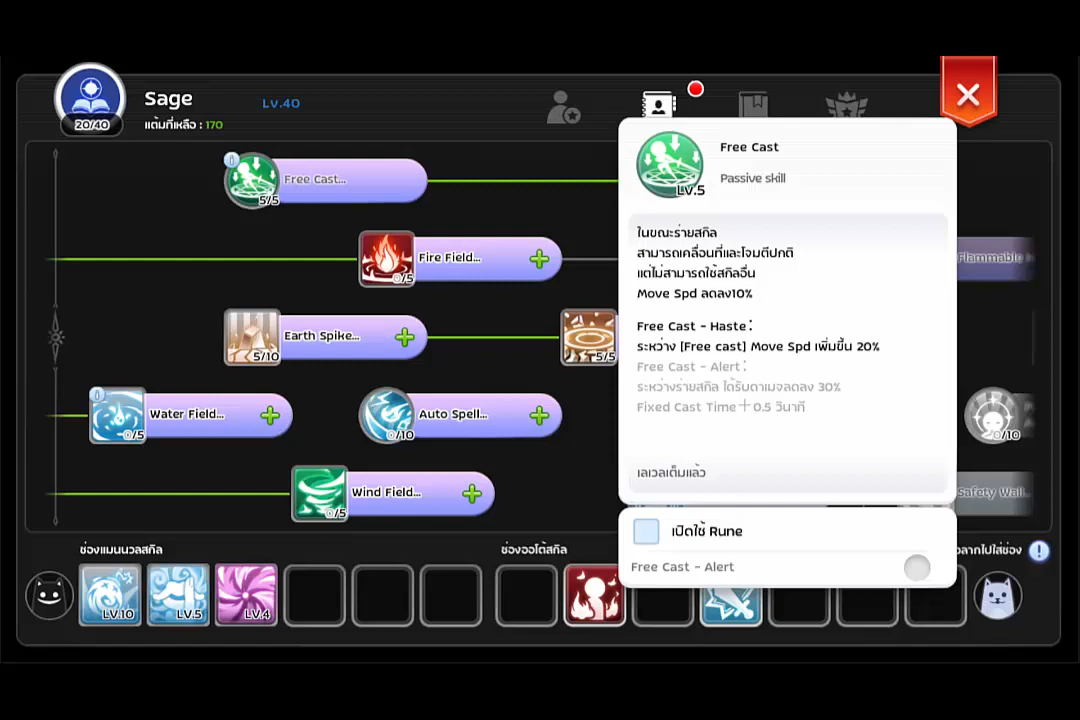 Sage
Lv.40
20/40
แต้มที่เหลือ : 170
Free Cast...
5/5
Fire Field...
0/5
Flammable
Earth Spike...
5/10
5/5
Water Field...
0/5
Auto Spell...
0/10
0/10
Wind Field...
0/5
Safety Wall...
Free Cast
Passive skill
LV.5
ในขณะร่ายสกิล
สามารถเคลื่อนที่และโจมตีปกติ
แต่ไม่สามารถใช้สกิลอื่น
Move Spd ลดลง10%
Free Cast - Haste：
ระหว่าง [Free cast] Move Spd เพิ่มขึ้น 20%
Free Cast - Alert：
ระหว่างร่ายสกิล ได้รับดาเมจลดลง 30%
Fixed Cast Time＋0.5 วินาที
เลเวลเต็มแล้ว
เปิดใช้ Rune
Free Cast - Alert
ช่องแมนนวลสกิล
ช่องออโต้สกิล
ลากไปใส่ช่อง
LV.10
LV.5
LV.4